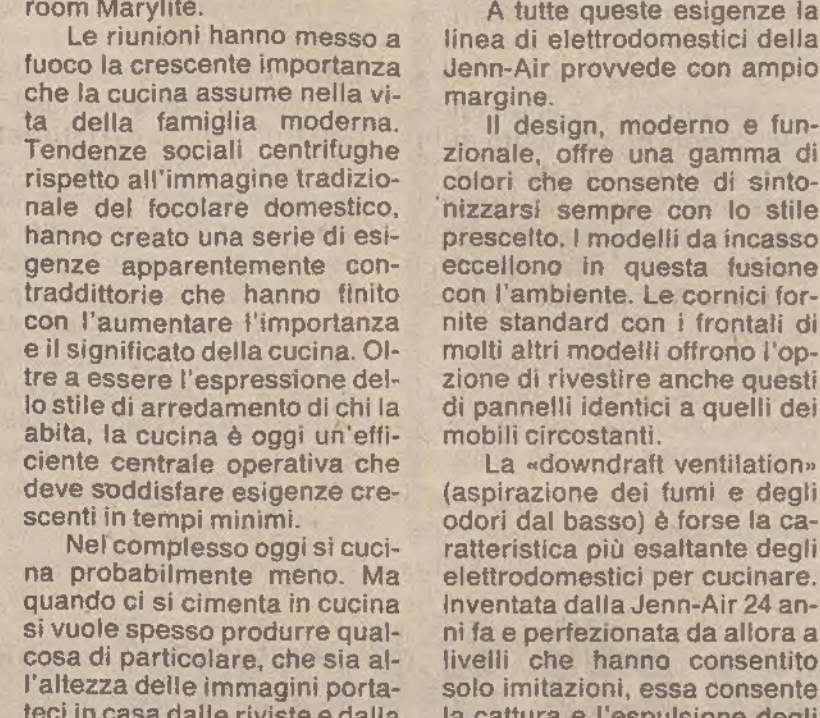 room Marylite.
Le riunioni hanno messo a
fuoco la crescente importanza
che la cucina assume nella vi-
ta della famiglia moderna.
Tendenze sociali centrifughe
rispetto all'immagine tradizio-
nale del focolare domestico,
hanno creato una serie di esi-
genze apparentemente con-
traddittorie che hanno finito
con l'aumentare l'importanza
e il significato della cucina. Ol-
tre a essere l'espressione del-
lo stile di arredamento di chi la
abita, la cucina è oggi un'effi-
ciente centrale operativa che
deve soddisfare esigenze cre-
scenti in tempi minimi.
Nel complesso oggi si cuci-
na probabilmente meno. Ma
quando ci si cimenta in cucina
si vuole spesso produrre qual-
cosa di particolare, che sia al-
l'altezza delle immagini porta-
teci in casa dalle riviste e dalla
A tutte queste esigenze la
linea di elettrodomestici della
Jenn-Air provvede con ampio
margine.
Il design, moderno e fun-
zionale, offre una gamma di
colori che consente di sinto-
nizzarsi sempre con lo stile
prescelto. I modelli da incasso
eccellono in questa fusione
con l'ambiente. Le cornici for-
nite standard con i frontali di
molti altri modelli offrono l'op-
zione di rivestire anche questi
di pannelli identici a quelli dei
mobili circostanti.
La «downdraft ventilation»
(aspirazione dei fumi e degli
odori dal basso) è forse la ca-
ratteristica più esaltante degli
elettrodomestici per cucinare.
Inventata dalla Jenn-Air 24 an-
ni fa e perfezionata da allora a
livelli che hanno consentito
solo imitazioni, essa consente
la cattura e l'espulsione degli